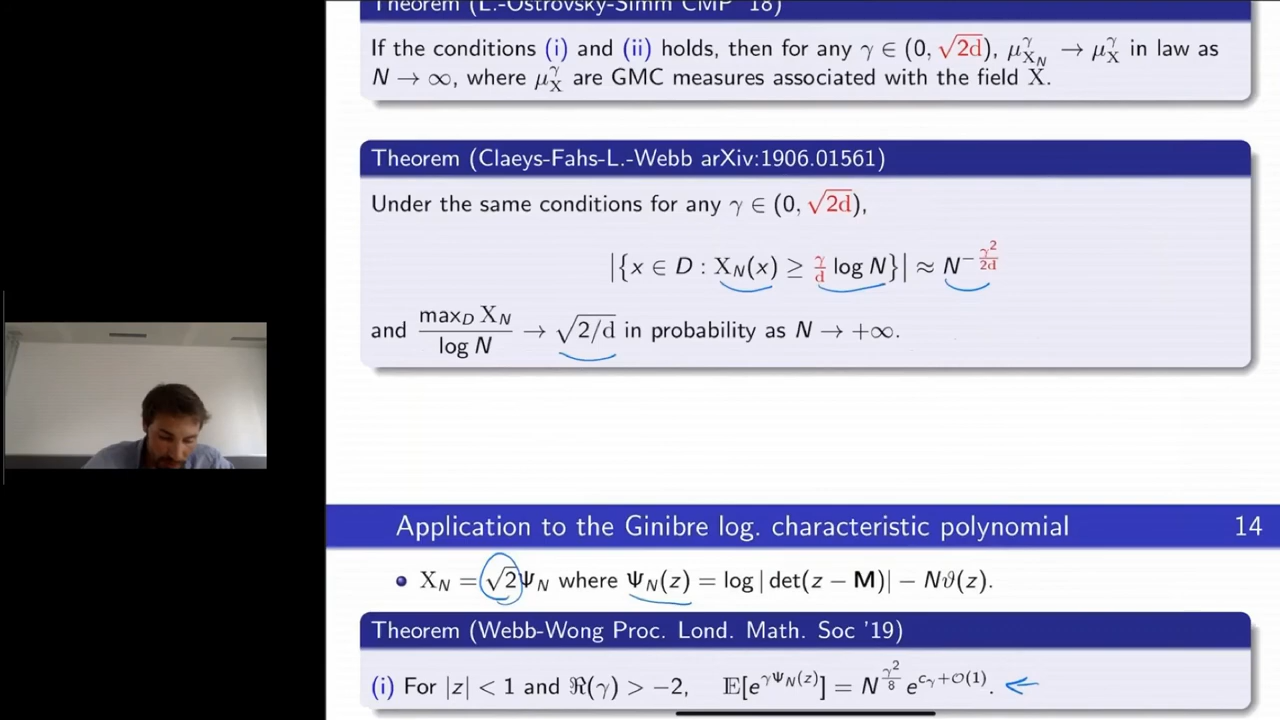 Theorem (L.-Ostrovsky-Simm CMP '18)
If the conditions (i) and (ii) holds, then for any γ ∈ (0, √2d), μ^γ_{X_N} → μ^γ_X in law as
N → ∞, where μ^γ_X are GMC measures associated with the field X.
Theorem (Claeys-Fahs-L.-Webb arXiv:1906.01561)
Under the same conditions for any γ ∈ (0, √2d),
|{x ∈ D : X_N(x) ≥ γ/d log N}| ≈ N^{-γ²/2d}
and max_D X_N / log N → √2/d in probability as N → +∞.
Application to the Ginibre log. characteristic polynomial 14
• X_N = √2Ψ_N where Ψ_N(z) = log | det(z − M)| − Nϑ(z).
Theorem (Webb-Wong Proc. Lond. Math. Soc '19)
(i) For |z| < 1 and ℜ(γ) > −2, 𝔼[e^{γΨ_N(z)}] = N^{γ²/8} e^{c_γ+O(1)}. ←